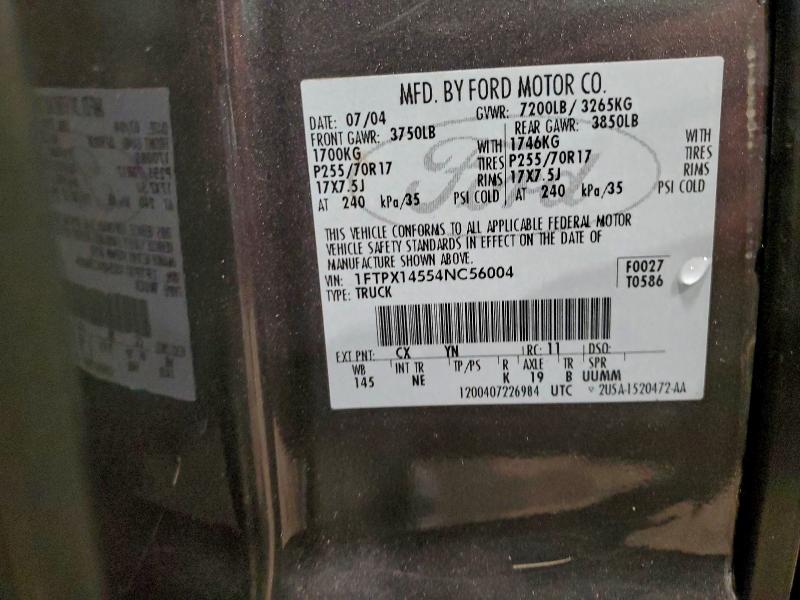 MFD. BY FORD MOTOR CO.
DATE: 07/04 GVWR: 7200LB / 3265KG
FRONT GAWR: 3750LB REAR GAWR: 3850LB
1700KG WITH 1746KG WITH
P255/70R17 TIRES P255/70R17 TIRES
17X7.5J RIMS 17X7.5J RIMS
AT 240 kPa/35 PSI COLD AT 240 kPa/35 PSI COLD
Ford
THIS VEHICLE CONFORMS TO ALL APPLICABLE FEDERAL MOTOR
VEHICLE SAFETY STANDARDS IN EFFECT ON THE DATE OF
MANUFACTURE SHOWN ABOVE.
VIN: 1FTPX14554NC56004 F0027
TYPE: TRUCK T0586
EXT PNT: CX YN RC: 11 DSO:
WB INT TR TP/PS R AXLE TR SPR
145 NE K 19 B UUMM
1200407226984 UTC 2U5A-1520472-AA